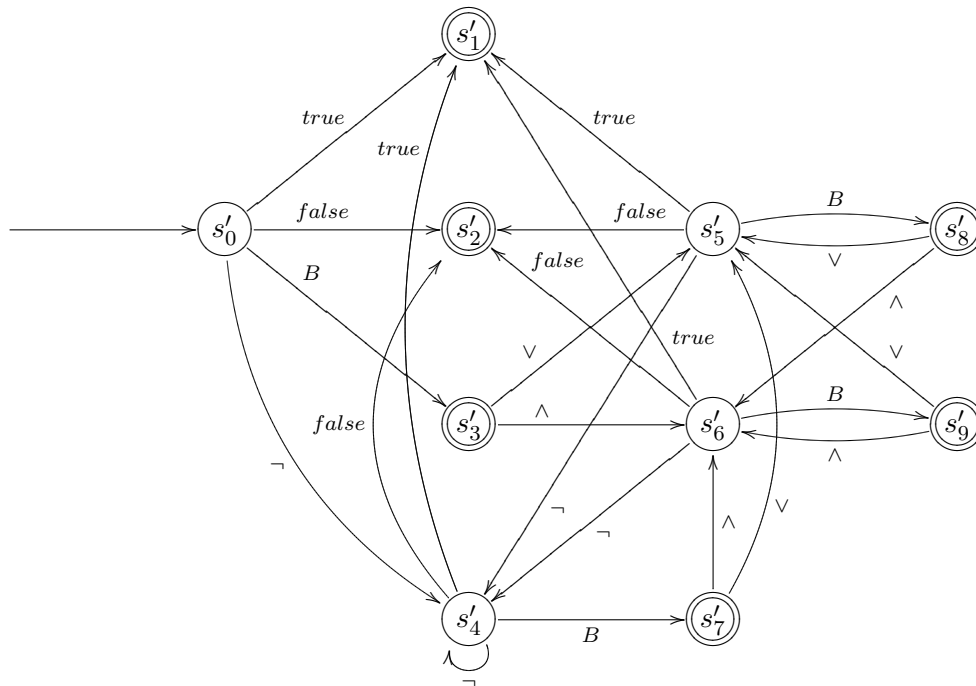 s′₁
true
true
true
s′₀
false
s′₂
false
s′₅
B
s′₈
B
false
∨
∧
∨
true
∨
false
s′₃
∧
s′₆
B
s′₉
∧
¬
¬
¬
∧
∨
s′₄
B
s′₇
¬